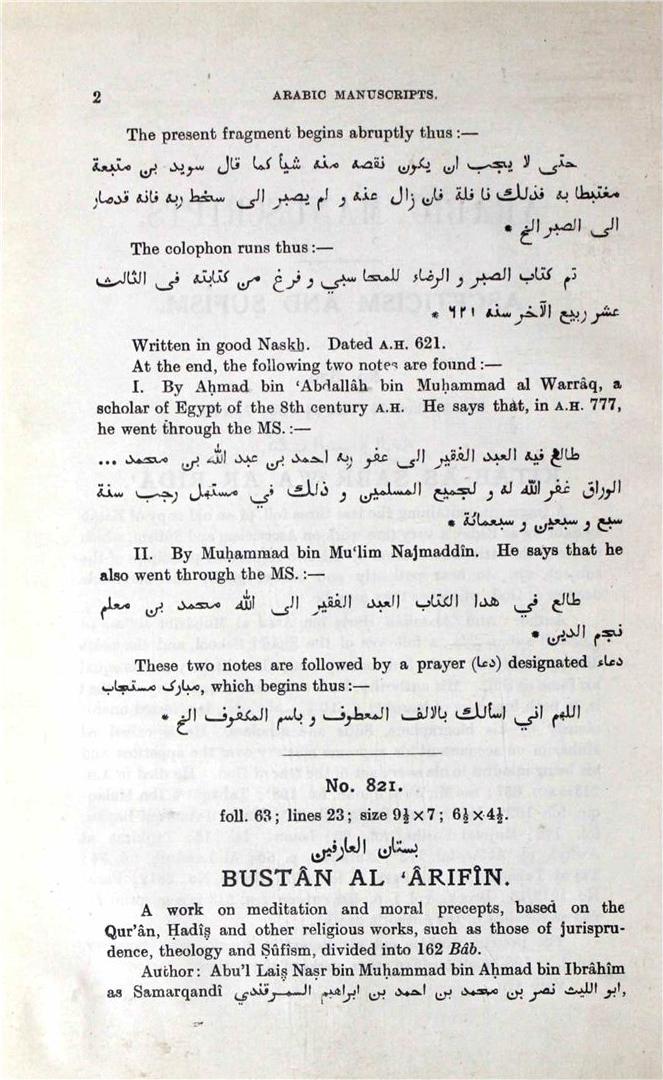 2
ARABIC MANUSCRIPTS.
The present fragment begins abruptly thus :—
حتى لا يجب ان يكون نقصه منه شيأ كما قال سويد بن متبعة
مغتبطا به فذلك نا فلة فان زال عنه و لم يصبر الى سخط ربه فانه قدصار
الى الصبر الخ *
The colophon runs thus :—
تم كتاب الصبر و الرضاء للمحا سبي و فرغ من كتابته فى الثالث
عشر ربيع الآخر سنه ٦٢١ *
Written in good Naskh. Dated A.H. 621.
At the end, the following two notes are found :—
I. By Aḥmad bin ‘Abdallâh bin Muḥammad al Warrâq, a
scholar of Egypt of the 8th century A.H. He says that, in A.H. 777,
he went through the MS. :—
طالع فيه العبد الفقير الى عفو ربه احمد بن عبد الله بن محمد ...
الوراق غفر الله له و لجميع المسلمين و ذلك في مستهل رجب سنة
سبع و سبعين و سبعمائة *
II. By Muḥammad bin Mu‘lim Najmaddîn. He says that he
also went through the MS. :—
طالع في هدا الكتاب العبد الفقير الى الله محمد بن معلم
نجم الدين *
These two notes are followed by a prayer (دعا) designated دعاء
مبارك مستجاب, which begins thus :—
اللهم اني اسألك بالالف المعطوف و باسم المكفوف الخ *
No. 821.
foll. 63; lines 23; size 9½ × 7; 6½ × 4½.
بستان العارفين
BUSTÂN AL ‘ÂRIFÎN.
A work on meditation and moral precepts, based on the
Qur’ân, Ḥadîṣ and other religious works, such as those of jurispru-
dence, theology and Ṣûfism, divided into 162 Bâb.
Author: Abu’l Laiṣ Naṣr bin Muḥammad bin Aḥmad bin Ibrâhîm
as Samarqandî ابو الليث نصر بن محمد بن احمد بن ابراهيم السمرقندي,